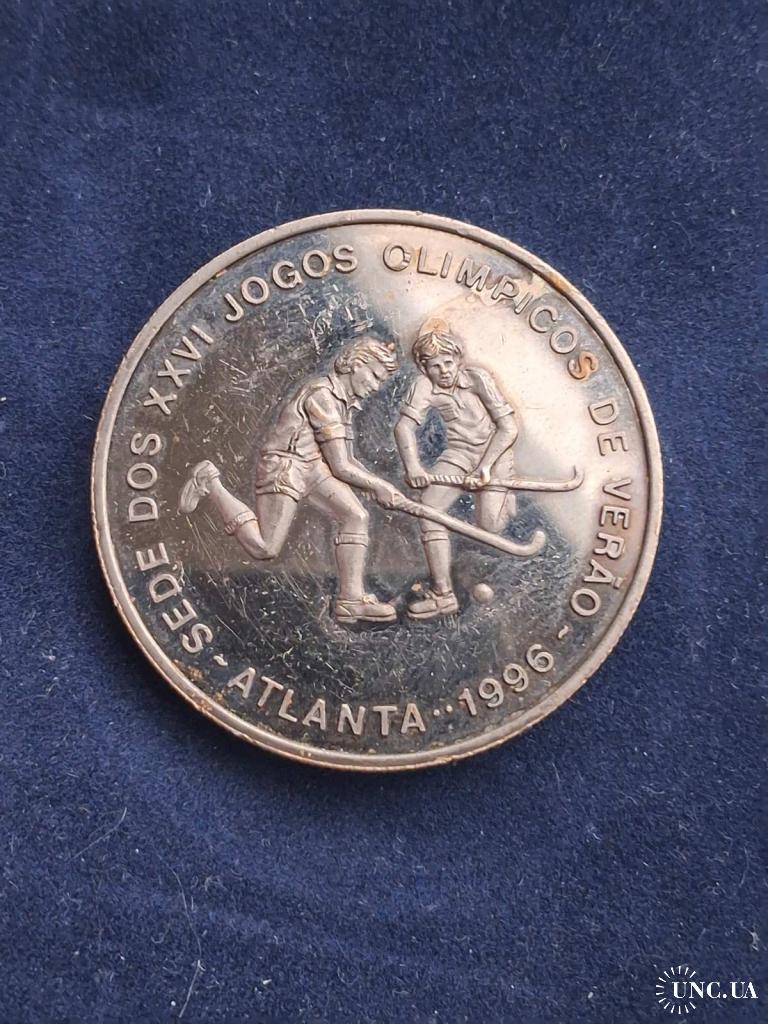 SEDE DOS XXVI JOGOS OLIMPICOS DE VERÃO
~ ATLANTA ·· 1996 ~
UNC.UA